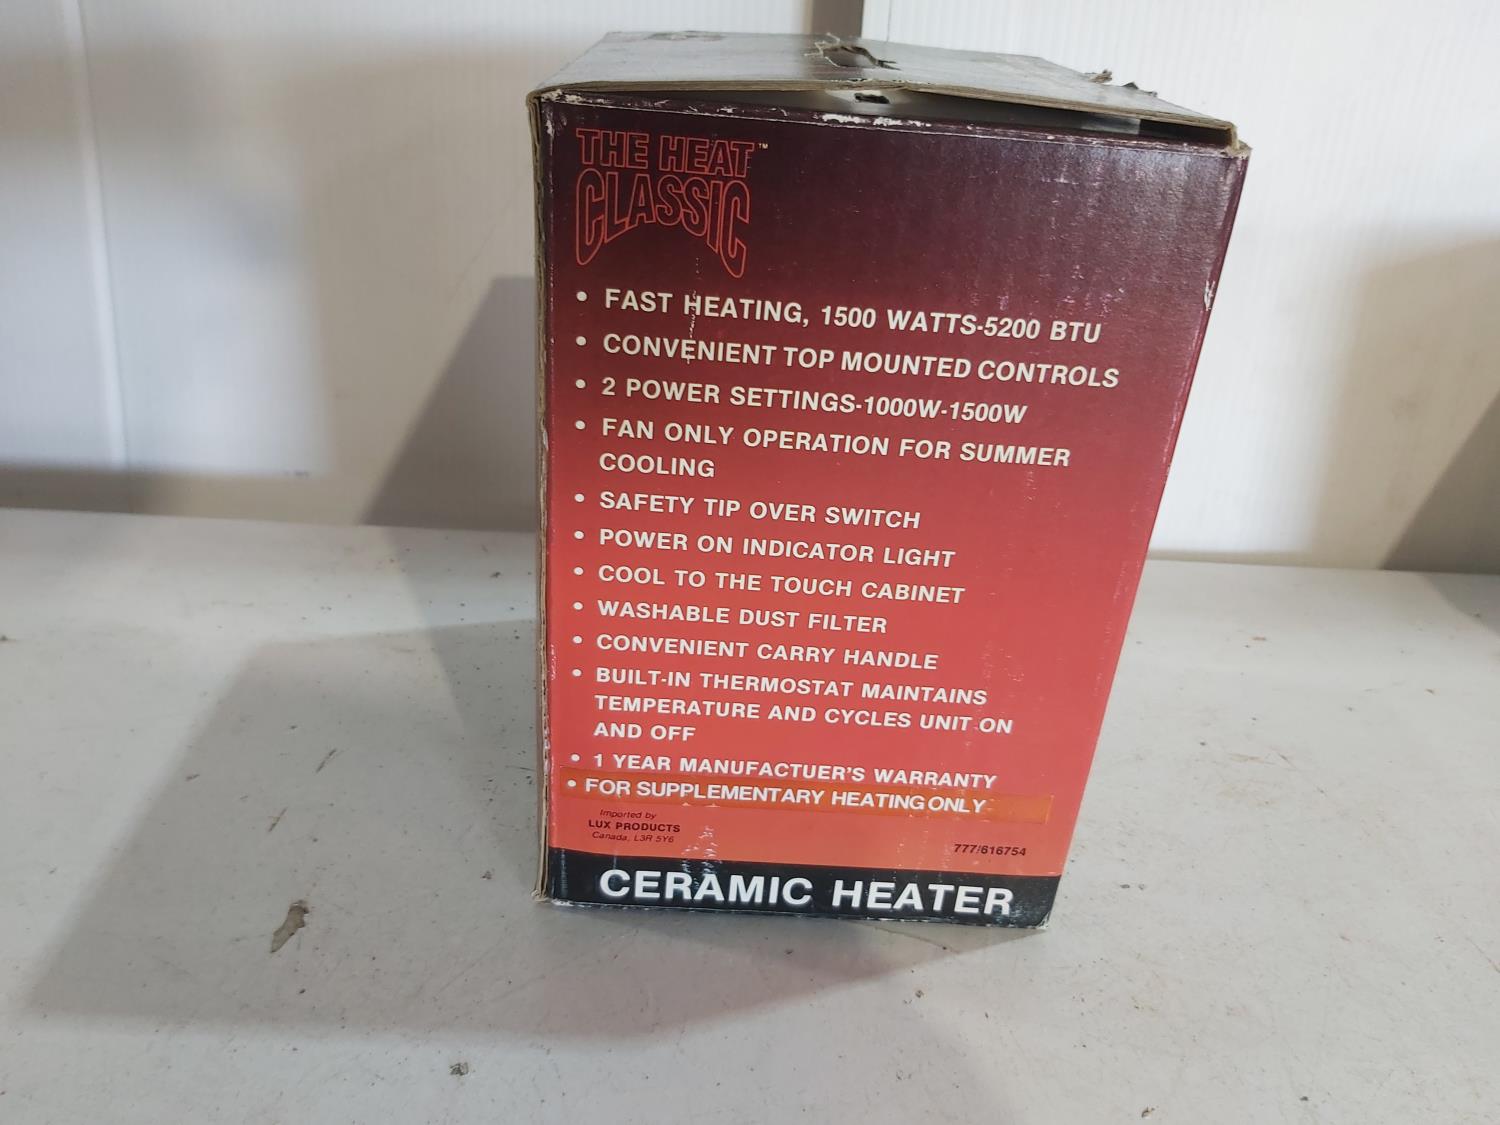 THE HEAT™
CLASSIC
• FAST HEATING, 1500 WATTS-5200 BTU
• CONVENIENT TOP MOUNTED CONTROLS
• 2 POWER SETTINGS-1000W-1500W
• FAN ONLY OPERATION FOR SUMMER
COOLING
• SAFETY TIP OVER SWITCH
• POWER ON INDICATOR LIGHT
• COOL TO THE TOUCH CABINET
• WASHABLE DUST FILTER
• CONVENIENT CARRY HANDLE
• BUILT-IN THERMOSTAT MAINTAINS
TEMPERATURE AND CYCLES UNIT ON
AND OFF
• 1 YEAR MANUFACTUER'S WARRANTY
• FOR SUPPLEMENTARY HEATING ONLY
Imported by
LUX PRODUCTS
Canada, L3R 5Y6
777/616754
CERAMIC HEATER